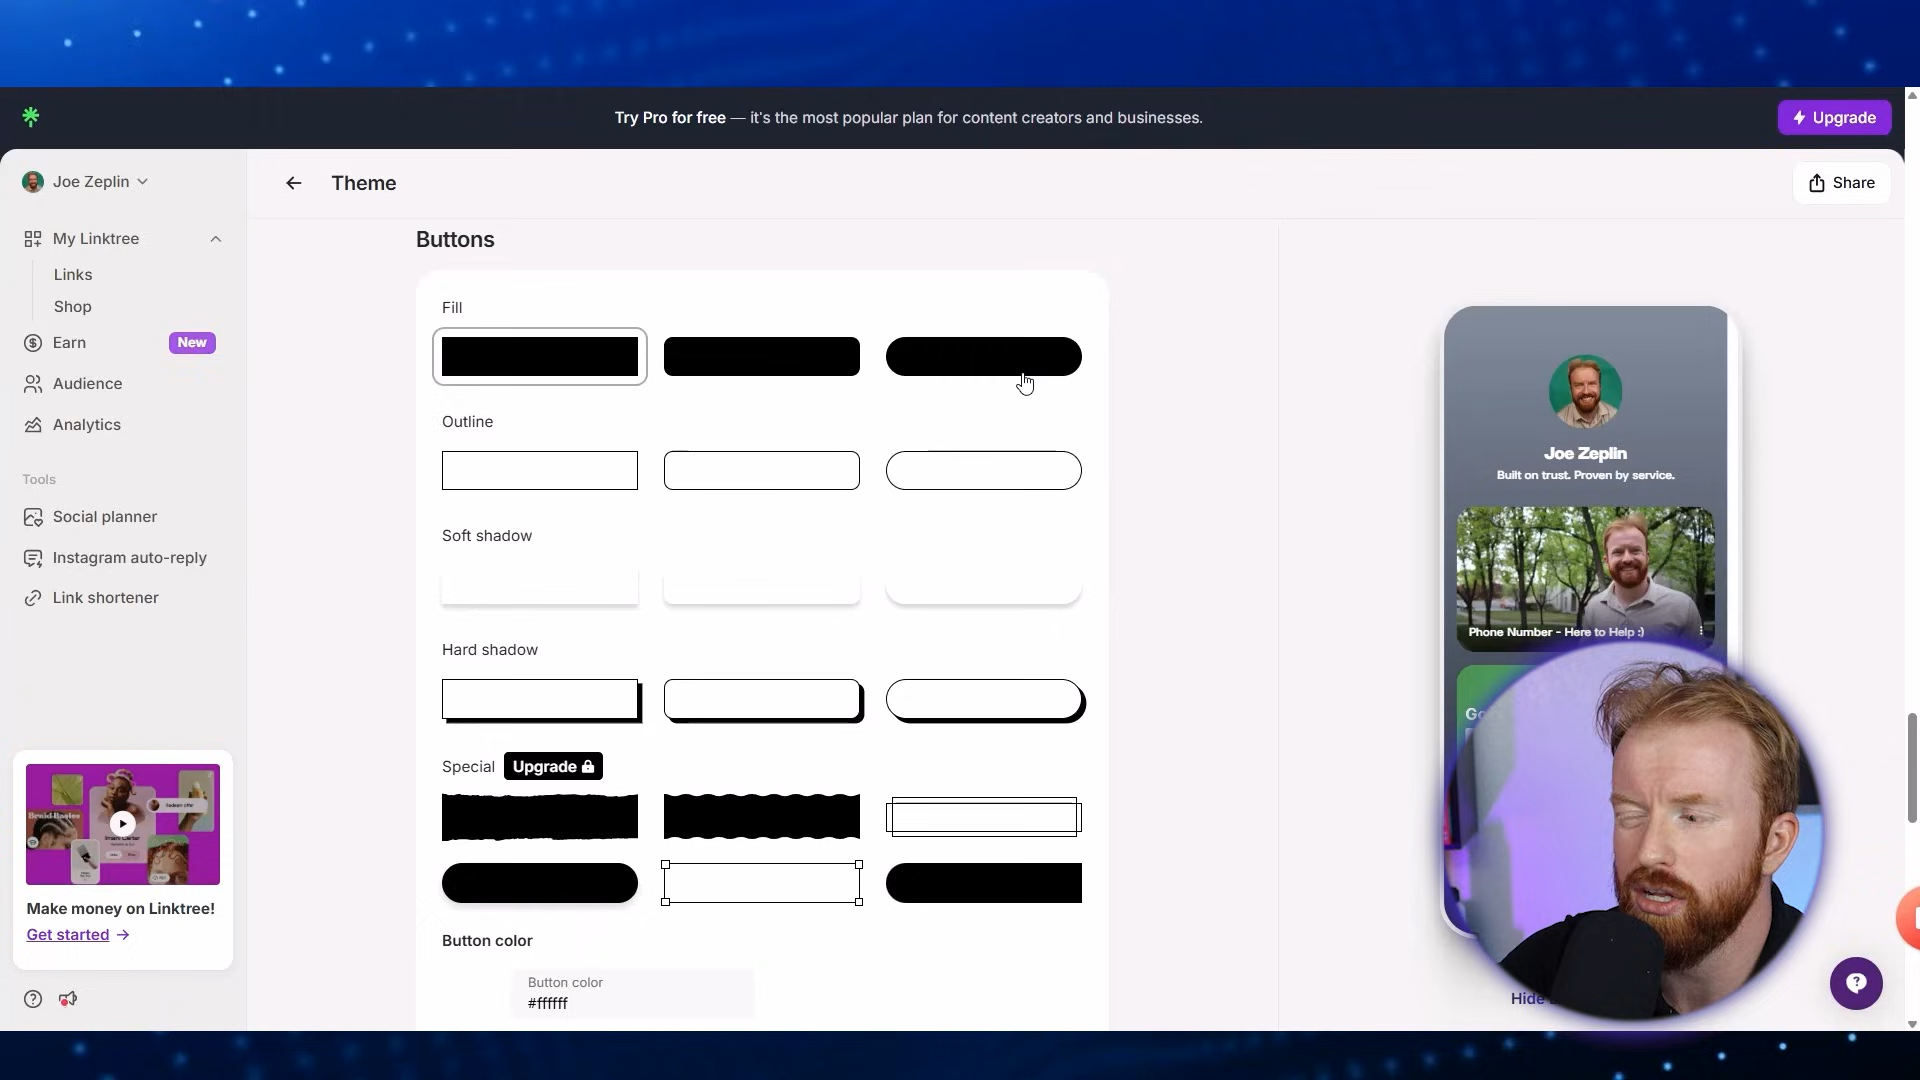 Try Pro for free — it's the most popular plan for content creators and businesses.
Upgrade
Joe Zeplin
Theme
Share
My Linktree
Links
Shop
Earn
New
Audience
Analytics
Tools
Social planner
Instagram auto-reply
Link shortener
Make money on Linktree!
Get started →
Buttons
Fill
Outline
Soft shadow
Hard shadow
Special
Upgrade
Button color
Button color
#ffffff
Joe Zeplin
Built on trust. Proven by service.
Phone Number - Here to Help :)
Hide